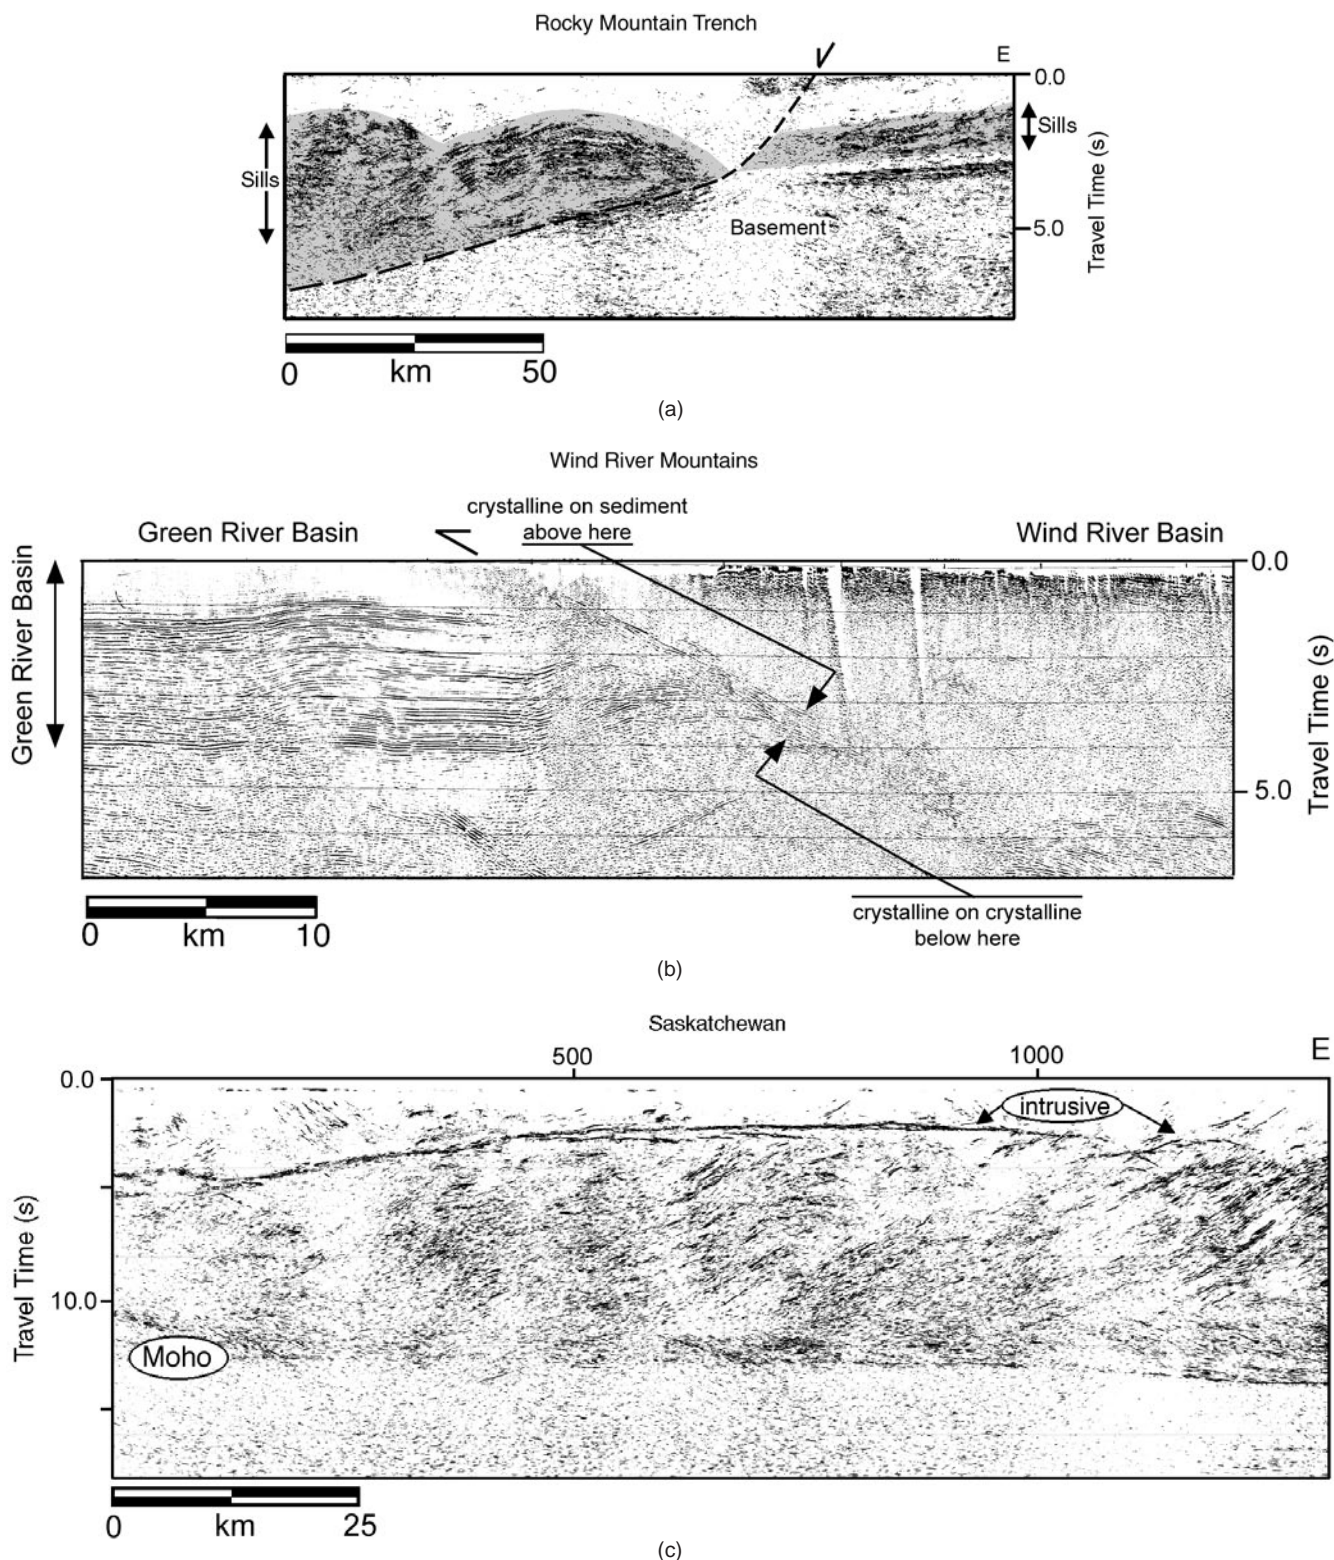 Rocky Mountain Trench
E
0.0
Sills
Sills
Basement
5.0
Travel Time (s)
0 km 50
(a)
Wind River Mountains
crystalline on sediment
above here
Green River Basin
Wind River Basin
Green River Basin
0.0
5.0
Travel Time (s)
0 km 10
crystalline on crystalline
below here
(b)
Saskatchewan
500
1000
E
0.0
intrusive
Travel Time (s)
10.0
Moho
0 km 25
(c)